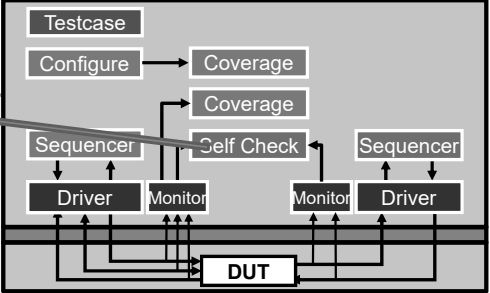 Testcase
Configure
Coverage
Coverage
Sequencer
Self Check
Sequencer
Driver
Monitor
Monitor
Driver
DUT